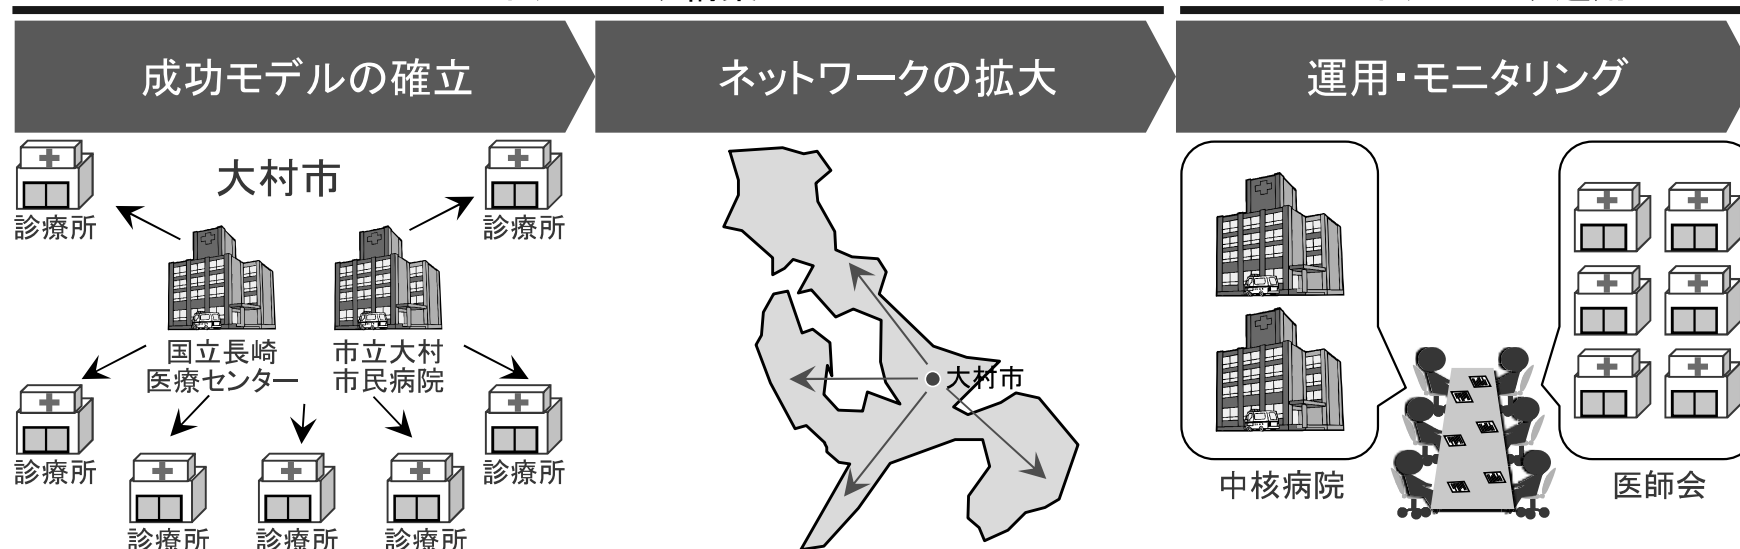 成功モデルの確立
ネットワークの拡大
運用・モニタリング
大村市
診療所
診療所
国立長崎
医療センター
市立大村
市民病院
診療所
診療所
診療所
診療所
診療所
大村市
中核病院
医師会